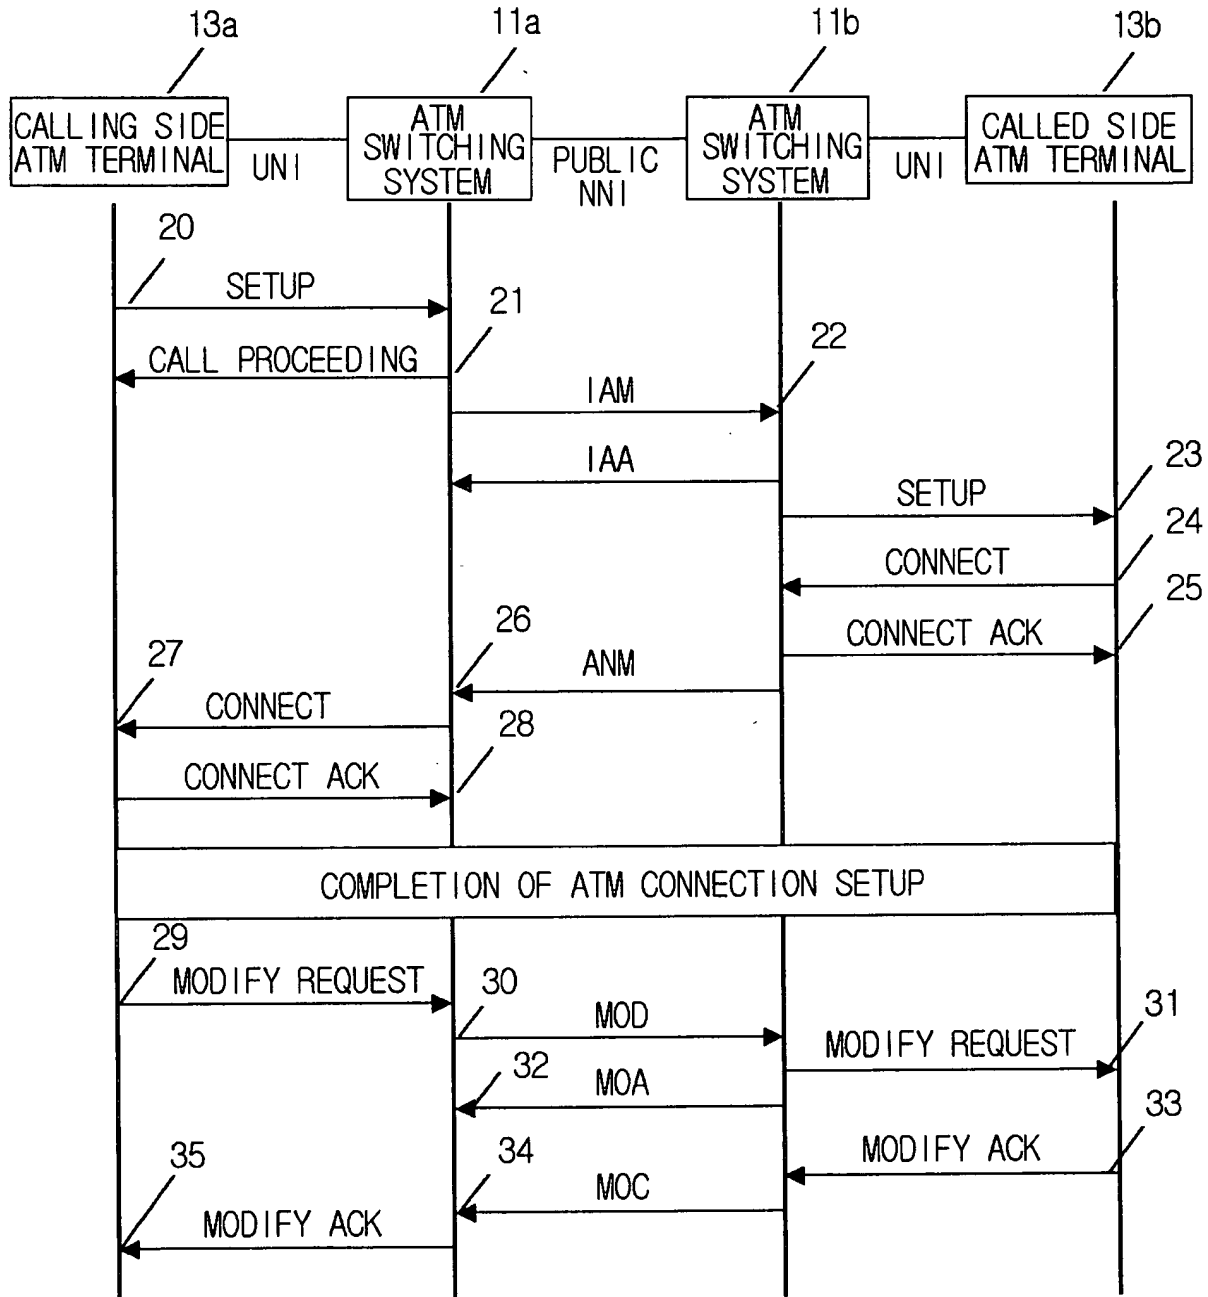 13a
11a
11b
13b
CALLING SIDE
ATM TERMINAL
UNI
ATM
SWITCHING
SYSTEM
PUBLIC
NNI
ATM
SWITCHING
SYSTEM
UNI
CALLED SIDE
ATM TERMINAL
20
SETUP
21
CALL PROCEEDING
22
IAM
IAA
23
SETUP
24
CONNECT
25
CONNECT ACK
26
ANM
27
CONNECT
28
CONNECT ACK
COMPLETION OF ATM CONNECTION SETUP
29
MODIFY REQUEST
30
MOD
31
MODIFY REQUEST
32
MOA
33
MODIFY ACK
34
MOC
35
MODIFY ACK